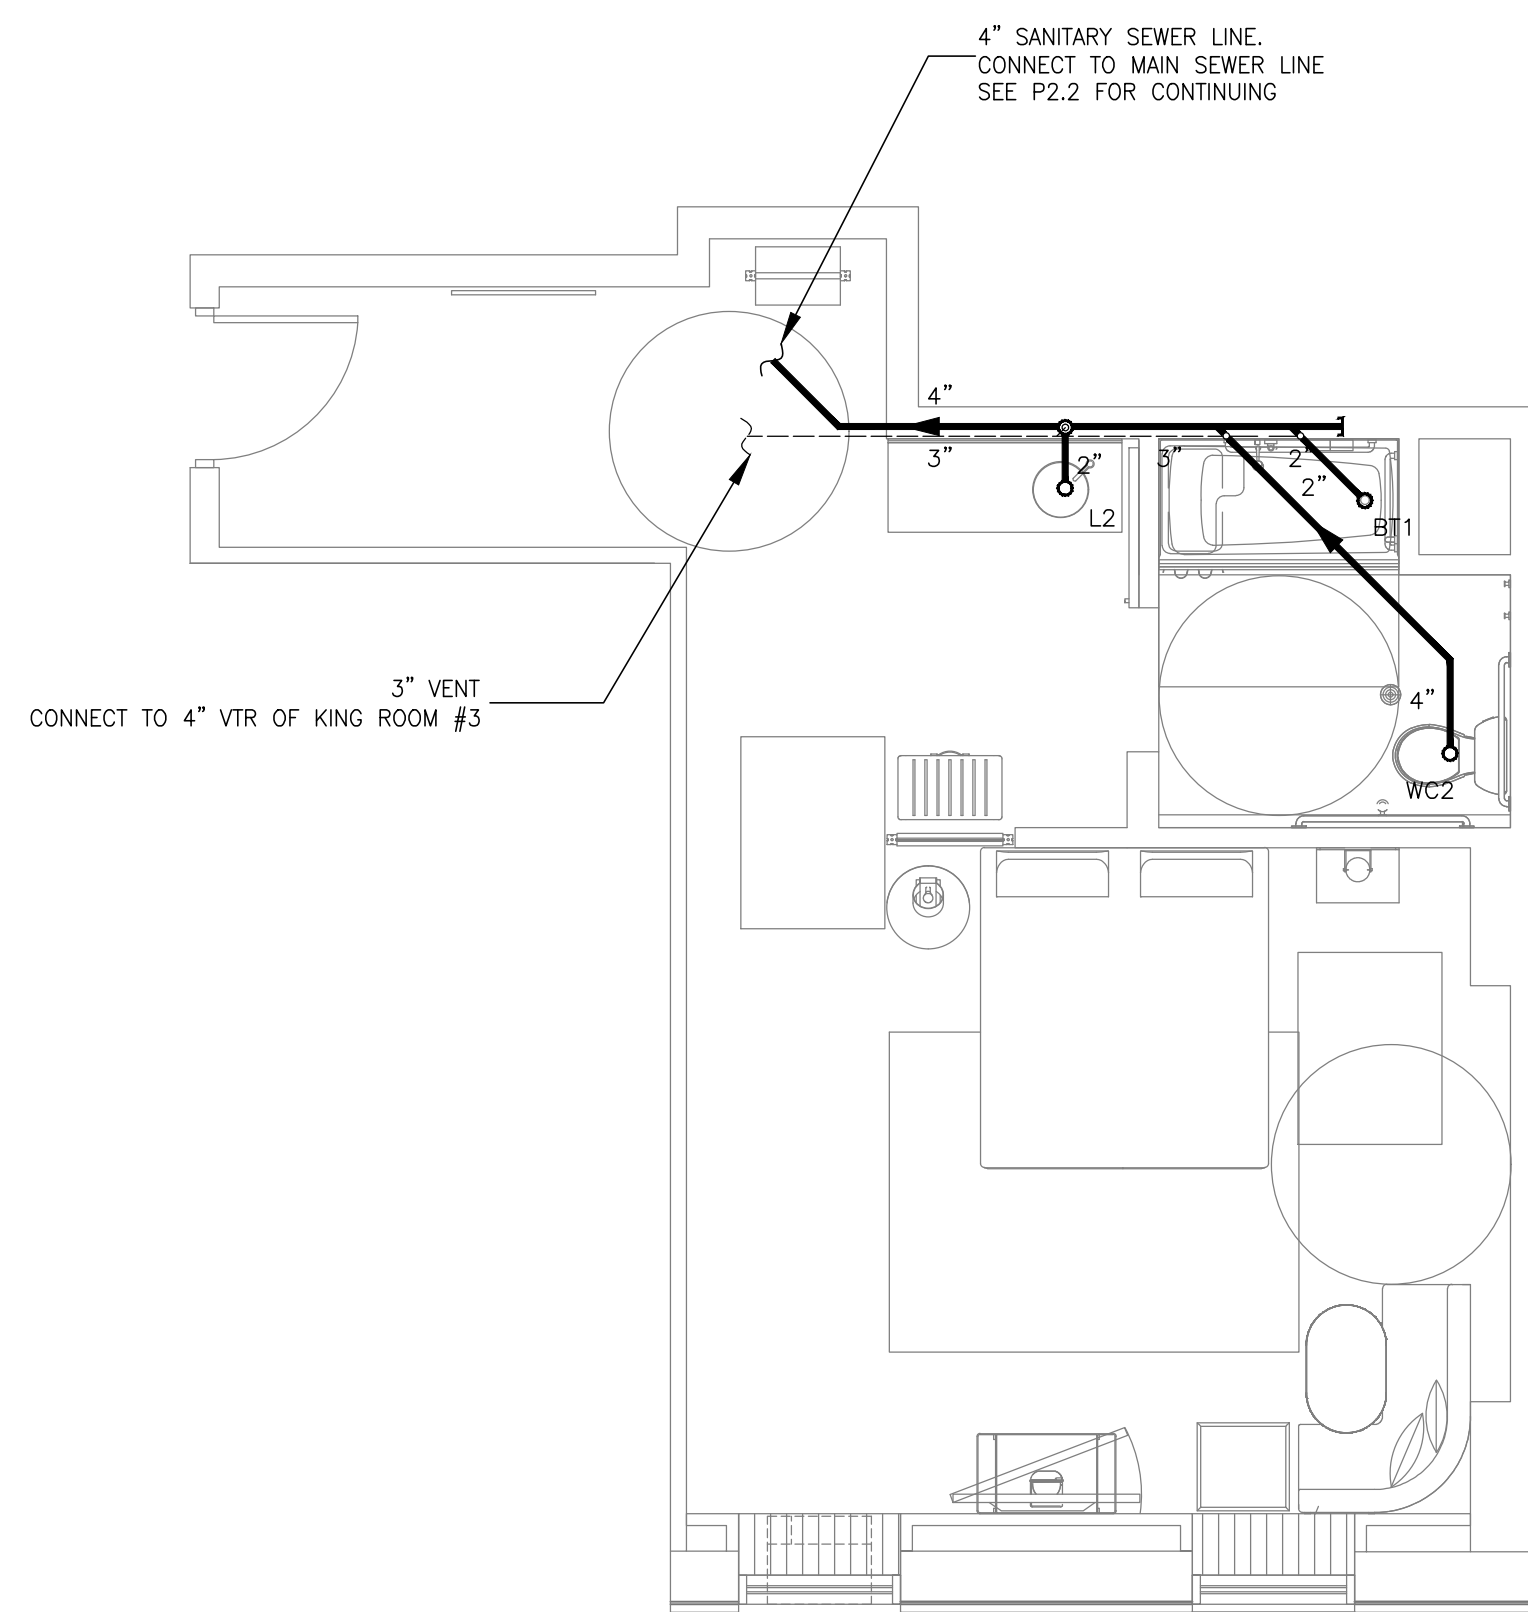 4” SANITARY SEWER LINE.
CONNECT TO MAIN SEWER LINE
SEE P2.2 FOR CONTINUING
4”
3”
2”
3”
2”
2”
L2
BT1
3” VENT
CONNECT TO 4” VTR OF KING ROOM #3
4”
WC2